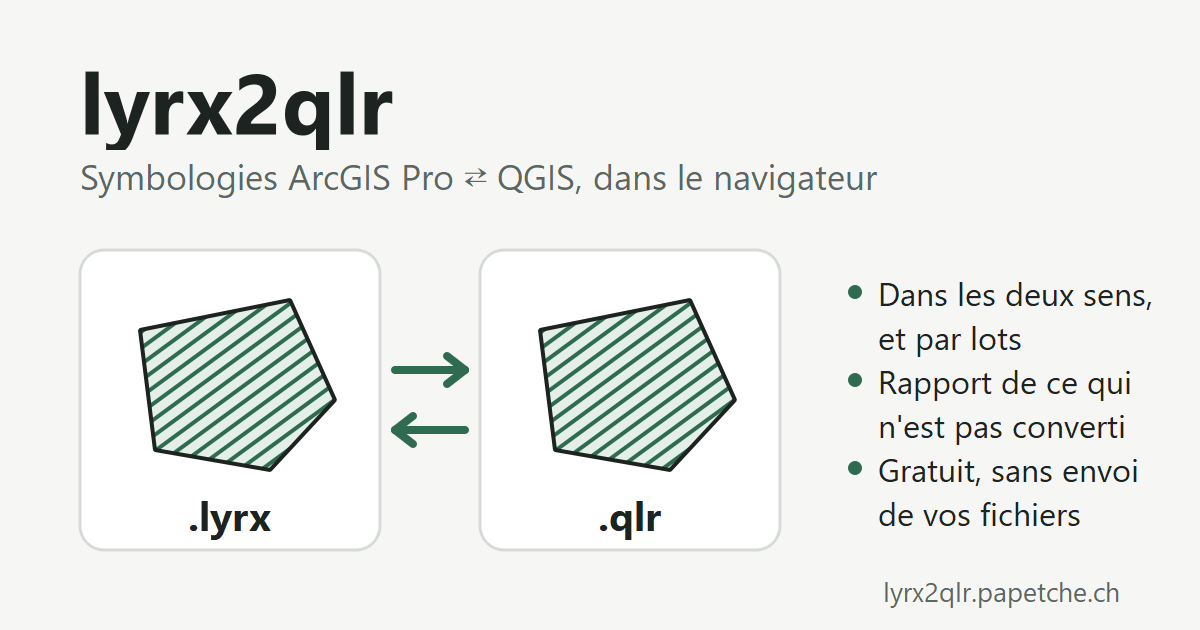 lyrx2qlr
Symbologies ArcGIS Pro ⇄ QGIS, dans le navigateur
.lyrx
.qlr
Dans les deux sens,
et par lots
Rapport de ce qui
n'est pas converti
Gratuit, sans envoi
de vos fichiers
lyrx2qlr.papetche.ch